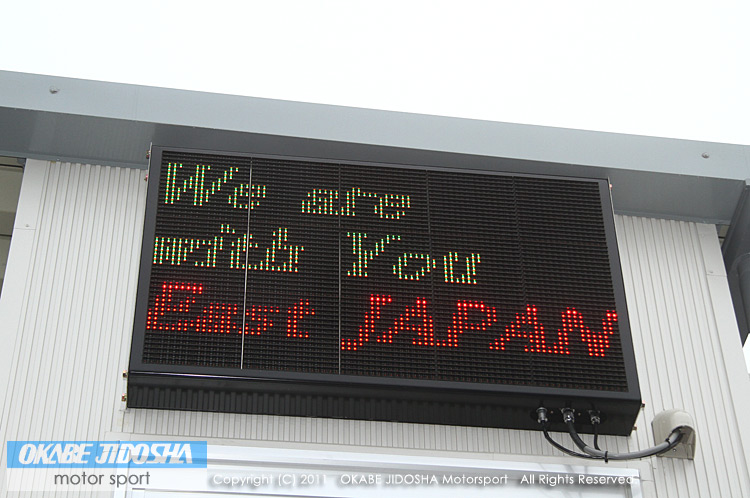 We are
with You
East JAPAN
OKABE JIDOSHA
motor sport
Copyright (C) 2011 OKABE JIDOSHA Motorsport All Rights Reserved